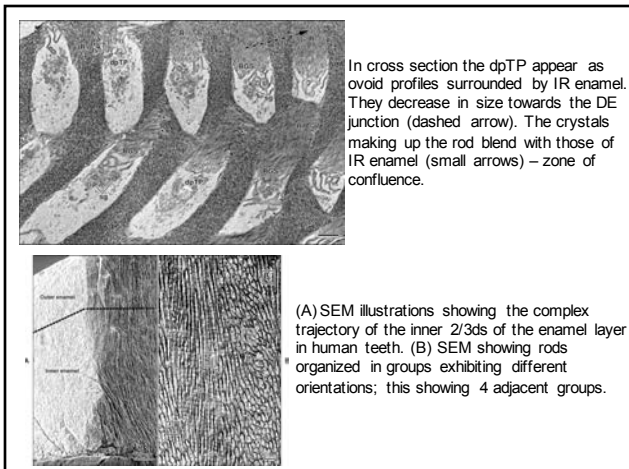 dpTP
BGS
In cross section the dpTP appear as
ovoid profiles surrounded by IR enamel.
They decrease in size towards the DE
junction (dashed arrow). The crystals
making up the rod blend with those of
IR enamel (small arrows) – zone of
confluence.
dpTP
sg
Outer enamel
Inner enamel
(A) SEM illustrations showing the complex
trajectory of the inner 2/3ds of the enamel layer
in human teeth. (B) SEM showing rods
organized in groups exhibiting different
orientations; this showing 4 adjacent groups.